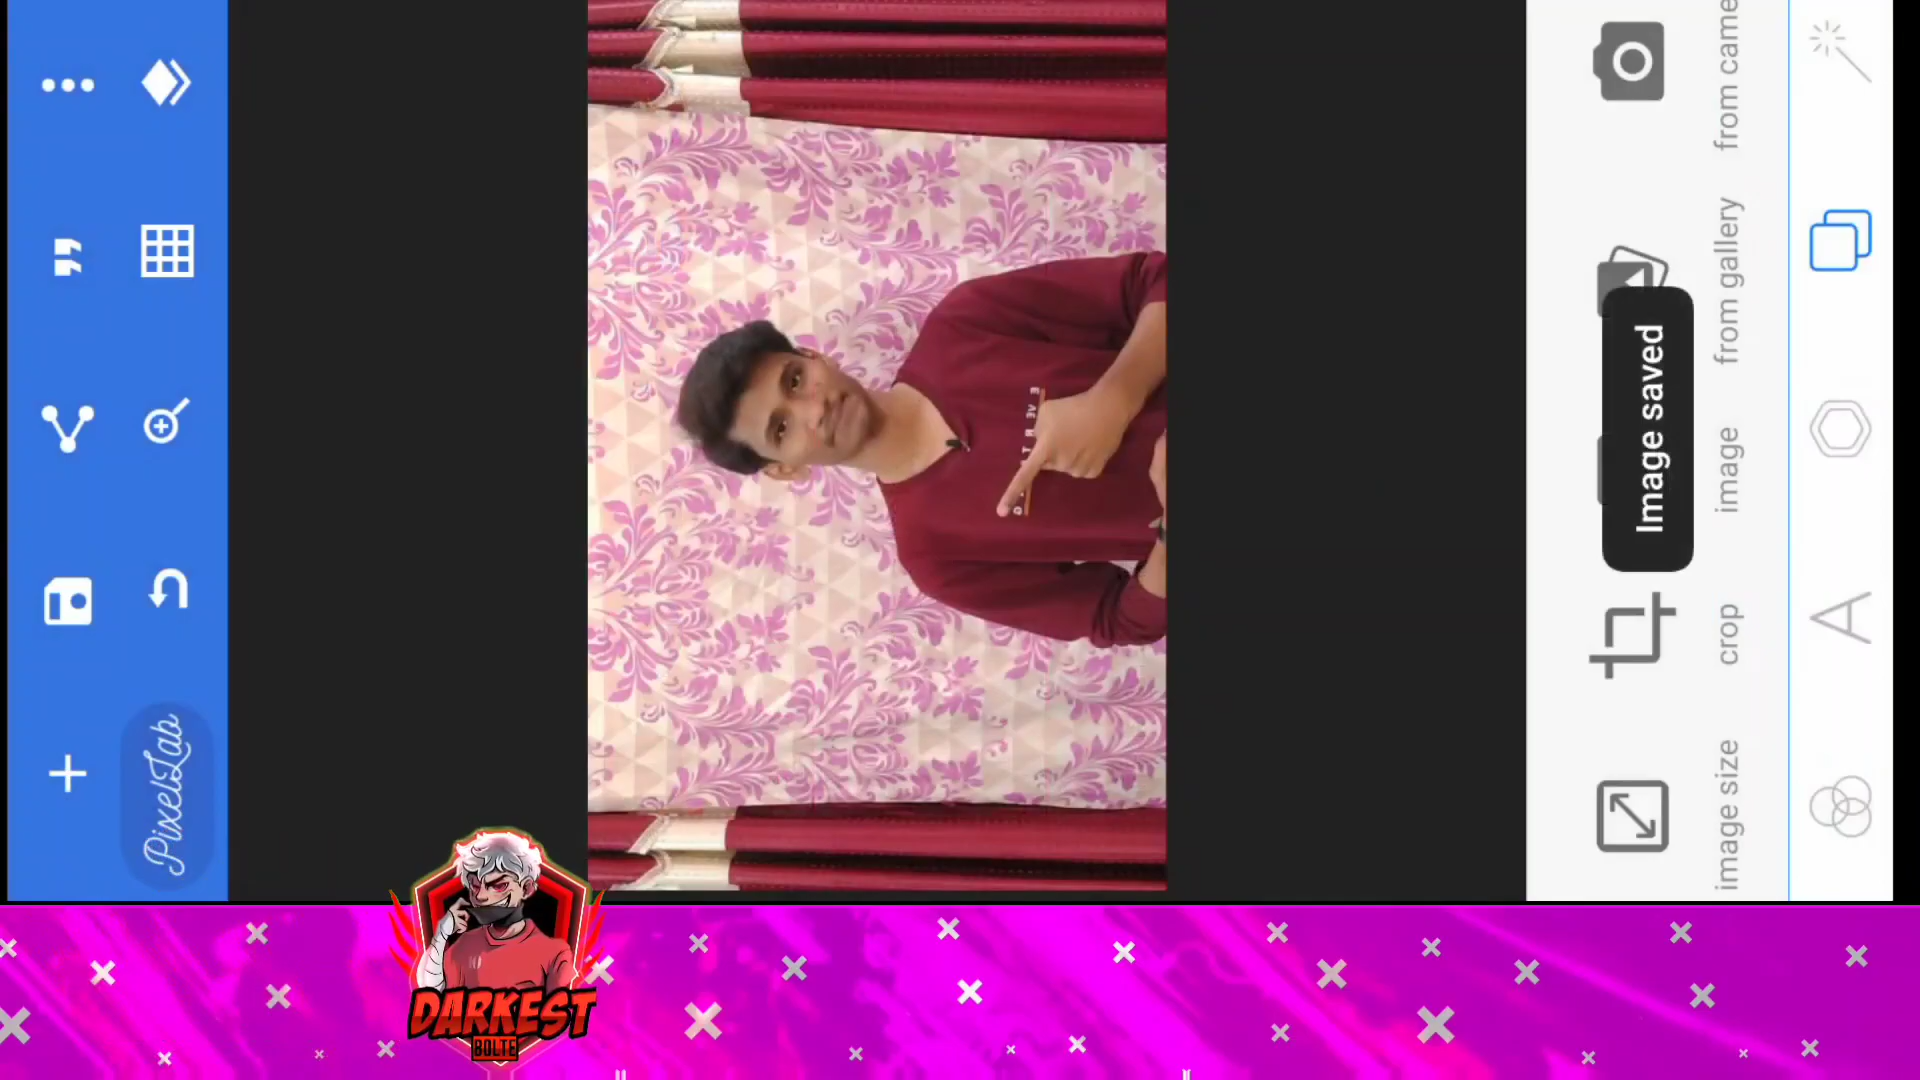 PixelLab
from came
from gallery
image
crop
image size
Image saved
DARKEST
BOLTE